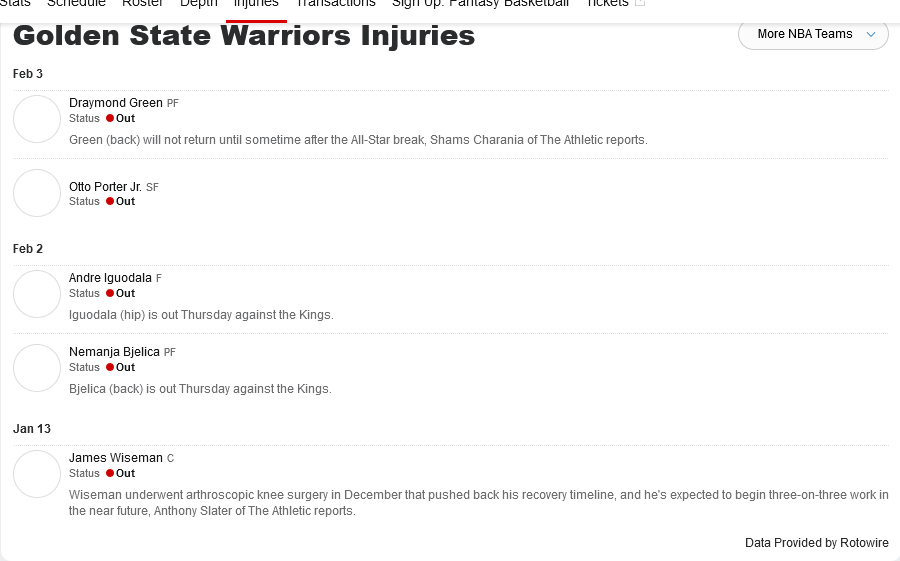 Stats Schedule Roster Depth Injuries Transactions Sign Up: Fantasy Basketball Tickets
Golden State Warriors Injuries
More NBA Teams
Feb 3
Draymond Green PF
Status Out
Green (back) will not return until sometime after the All-Star break, Shams Charania of The Athletic reports.
Otto Porter Jr. SF
Status Out
Feb 2
Andre Iguodala F
Status Out
Iguodala (hip) is out Thursday against the Kings.
Nemanja Bjelica PF
Status Out
Bjelica (back) is out Thursday against the Kings.
Jan 13
James Wiseman C
Status Out
Wiseman underwent arthroscopic knee surgery in December that pushed back his recovery timeline, and he's expected to begin three-on-three work in
the near future, Anthony Slater of The Athletic reports.
Data Provided by Rotowire